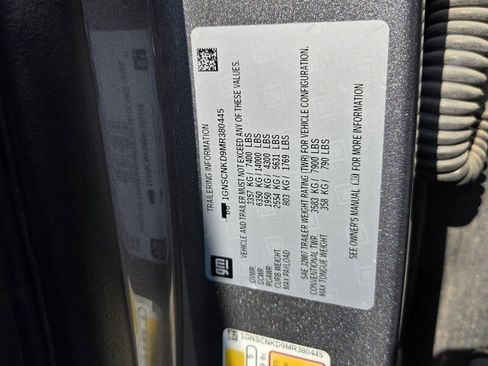 TRAILERING INFORMATION
1GNSCNKD9MR380445
VEHICLE AND TRAILER MUST NOT EXCEED ANY OF THESE VALUES.
GVWR: 3357 KG/ 7400 LBS
GCWR: 6350 KG/ 14000 LBS
RGAWR: 1950 KG/ 4300 LBS
CURB WEIGHT: 2554 KG/ 5631 LBS
MAX PAYLOAD: 803 KG/ 1769 LBS
gm
SAE J2807 TRAILER WEIGHT RATING (TWR) FOR VEHICLE CONFIGURATION.
CONVENTIONAL TWR: 3583 KG/ 7900 LBS
MAX TONGUE WEIGHT: 358 KG/ 790 LBS
SEE OWNER'S MANUAL FOR MORE INFORMATION
1GNSCNKD9MR380445